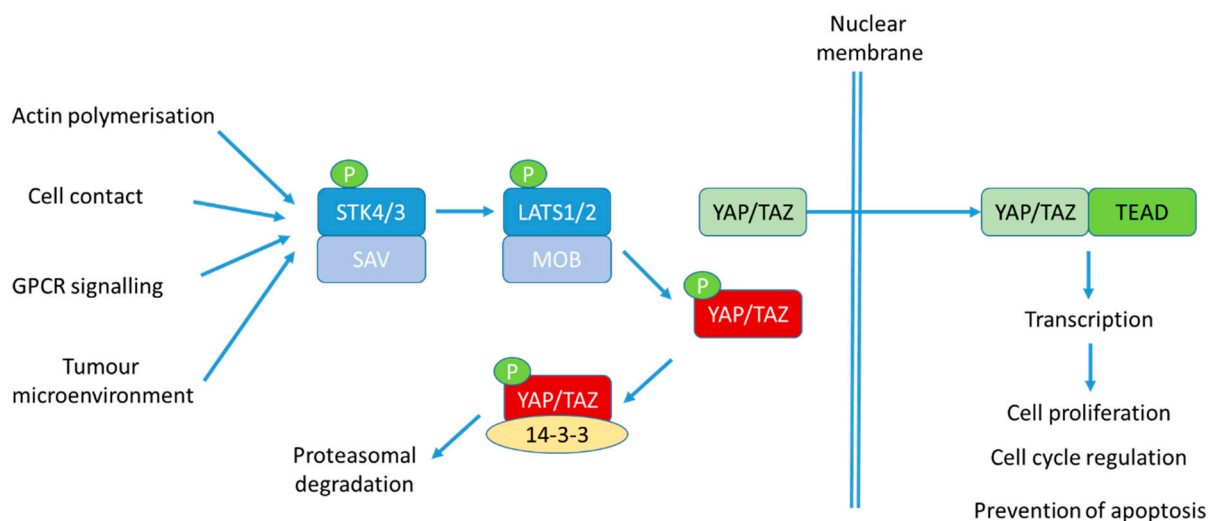 Nuclear
membrane
Actin polymerisation
Cell contact
GPCR signalling
Tumour
microenvironment
P
STK4/3
SAV
P
LATS1/2
MOB
YAP/TAZ
P
YAP/TAZ
P
YAP/TAZ
14-3-3
Proteasomal
degradation
YAP/TAZ
TEAD
Transcription
Cell proliferation
Cell cycle regulation
Prevention of apoptosis